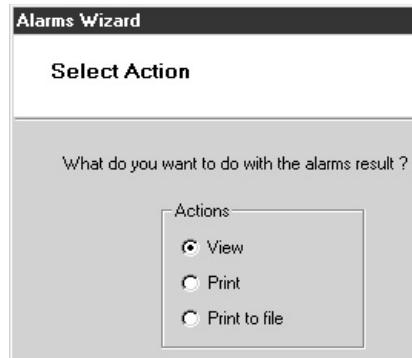 Alarms Wizard
Select Action
What do you want to do with the alarms result ?
Actions
View
Print
Print to file